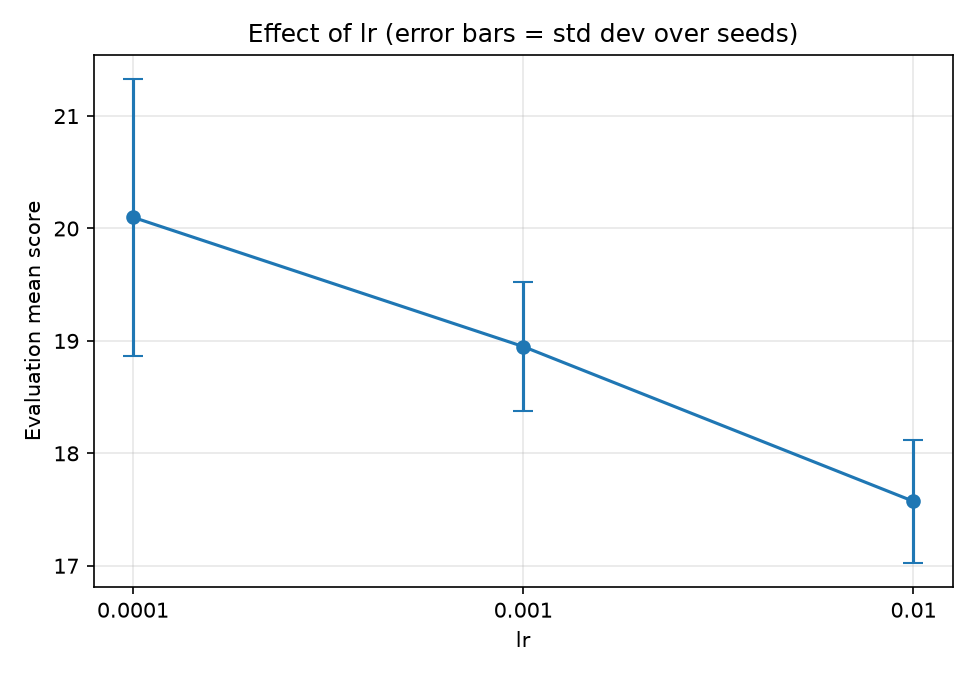 Effect of lr (error bars = std dev over seeds)
Evaluation mean score
21
20
19
18
17
0.0001
0.001
0.01
lr